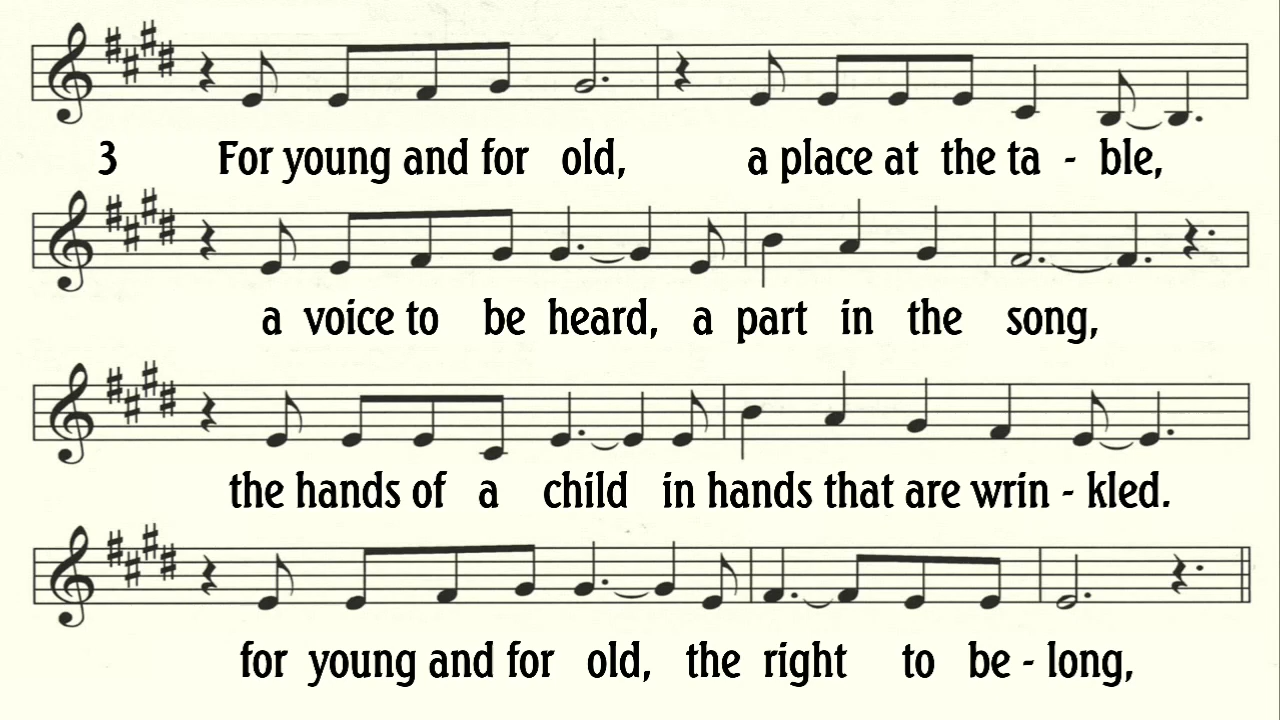 3 For young and for old, a place at the ta - ble,
a voice to be heard, a part in the song,
the hands of a child in hands that are wrin - kled.
for young and for old, the right to be - long,